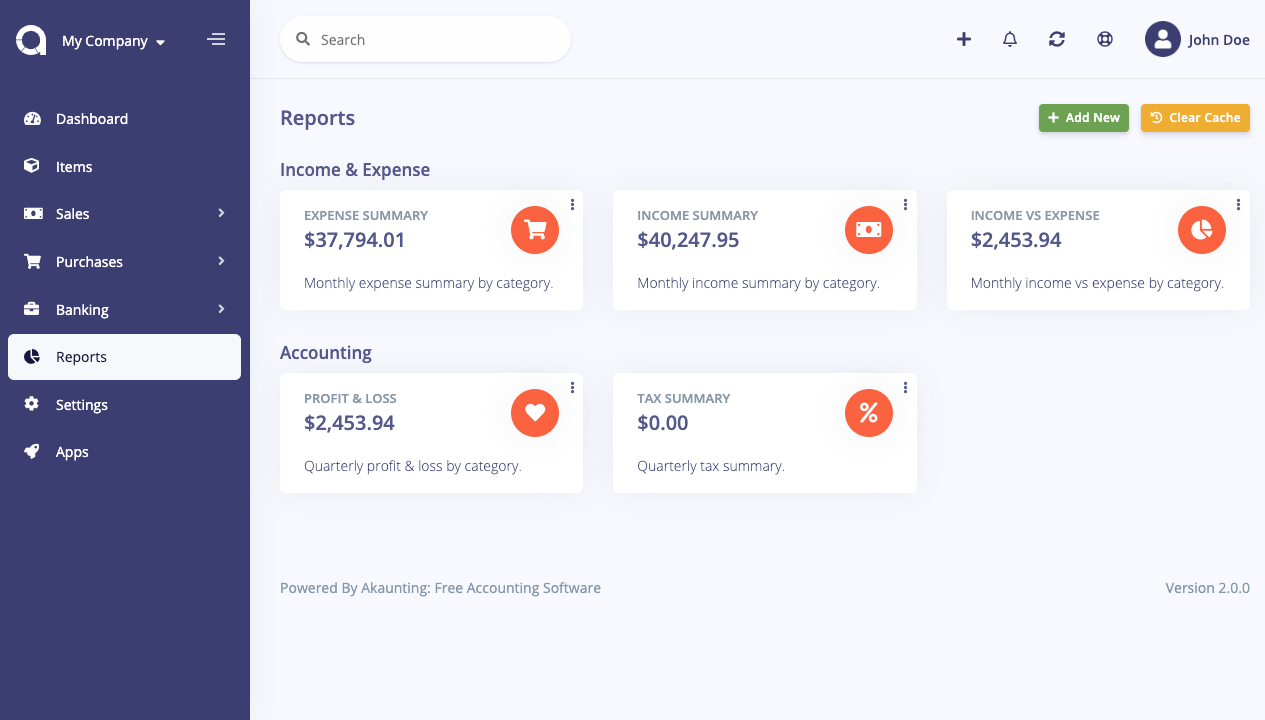 My Company
Search
John Doe
Dashboard
Items
Sales
Purchases
Banking
Reports
Settings
Apps
Reports
Add New
Clear Cache
Income & Expense
EXPENSE SUMMARY
$37,794.01
Monthly expense summary by category.
INCOME SUMMARY
$40,247.95
Monthly income summary by category.
INCOME VS EXPENSE
$2,453.94
Monthly income vs expense by category.
Accounting
PROFIT & LOSS
$2,453.94
Quarterly profit & loss by category.
TAX SUMMARY
$0.00
Quarterly tax summary.
Powered By Akaunting: Free Accounting Software
Version 2.0.0